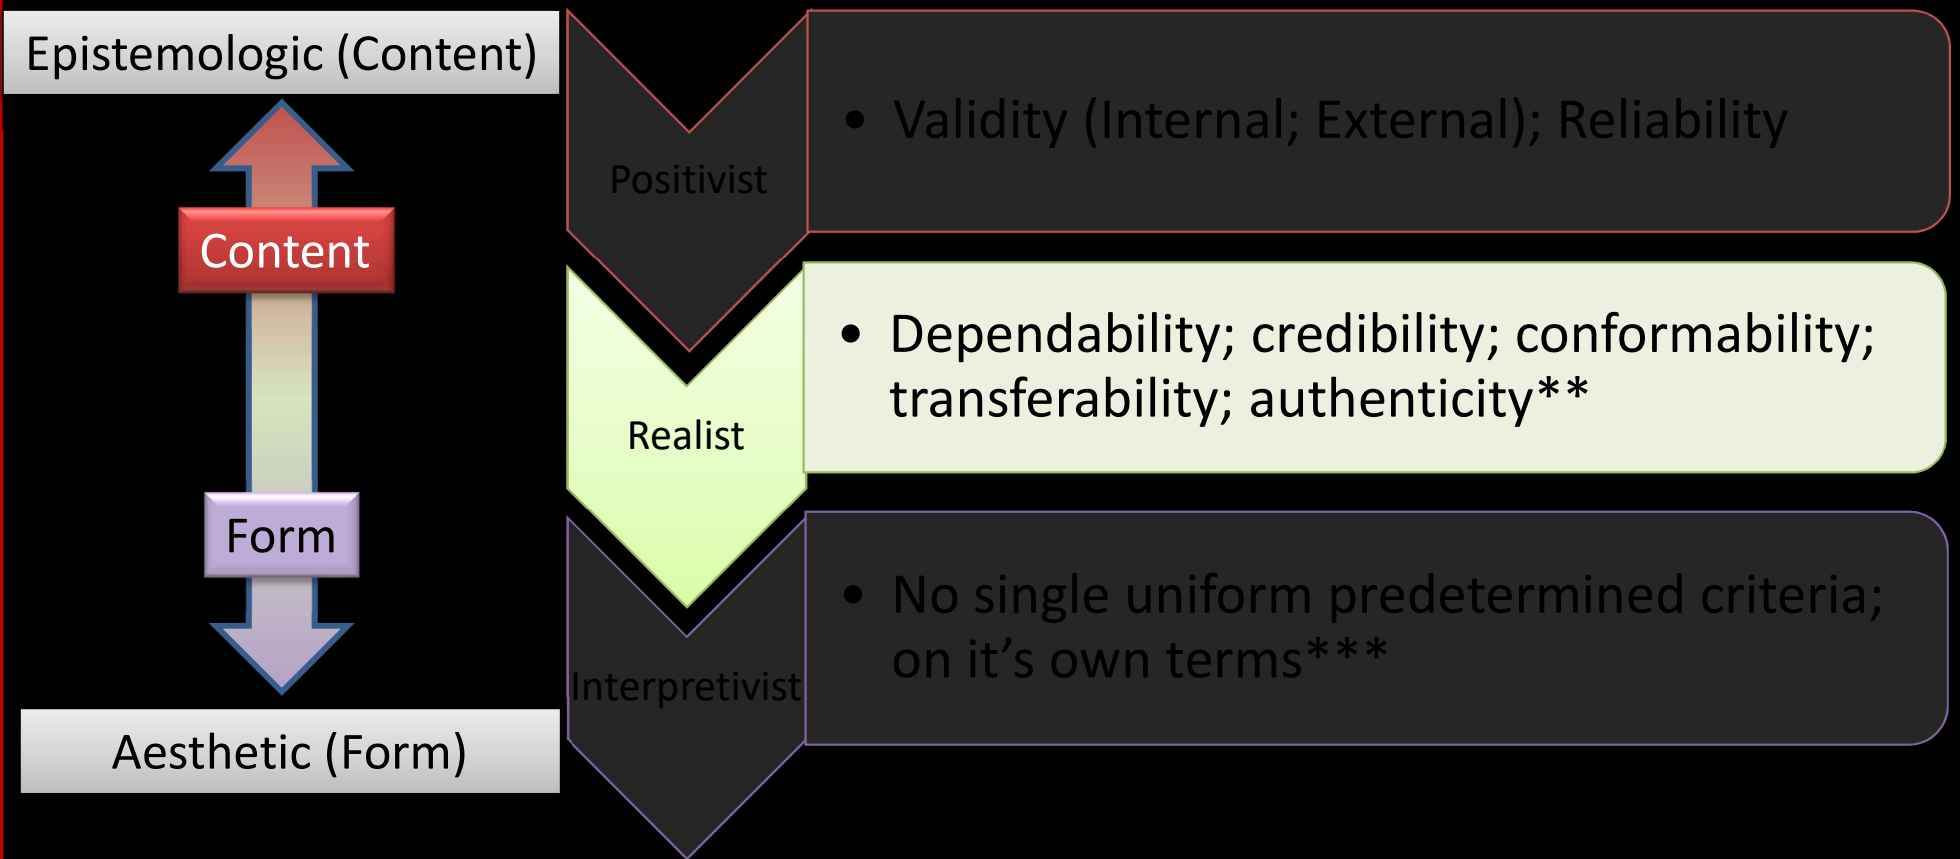 Epistemologic (Content)
Content
Form
Aesthetic (Form)
Positivist
• Validity (Internal; External); Reliability
Realist
• Dependability; credibility; conformability;
transferability; authenticity**
Interpretivist
• No single uniform predetermined criteria;
on it’s own terms***